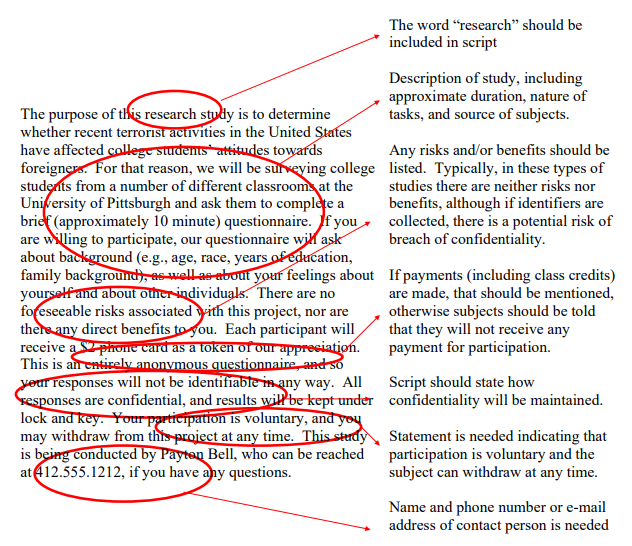 The word “research” should be
included in script
Description of study, including
approximate duration, nature of
tasks, and source of subjects.
Any risks and/or benefits should be
listed. Typically, in these types of
studies there are neither risks nor
benefits, although if identifiers are
collected, there is a potential risk of
breach of confidentiality.
If payments (including class credits)
are made, that should be mentioned,
otherwise subjects should be told
that they will not receive any
payment for participation.
Script should state how
confidentiality will be maintained.
Statement is needed indicating that
participation is voluntary and the
subject can withdraw at any time.
Name and phone number or e-mail
address of contact person is needed
The purpose of this research study is to determine
whether recent terrorist activities in the United States
have affected college students’ attitudes towards
foreigners. For that reason, we will be surveying college
students from a number of different classrooms at the
University of Pittsburgh and ask them to complete a
brief (approximately 10 minute) questionnaire. If you
are willing to participate, our questionnaire will ask
about background (e.g., age, race, years of education,
family background), as well as about your feelings about
yourself and about other individuals. There are no
foreseeable risks associated with this project, nor are
there any direct benefits to you. Each participant will
receive a $2 phone card as a token of our appreciation.
This is an entirely anonymous questionnaire, and so
your responses will not be identifiable in any way. All
responses are confidential, and results will be kept under
lock and key. Your participation is voluntary, and you
may withdraw from this project at any time. This study
is being conducted by Payton Bell, who can be reached
at 412.555.1212, if you have any questions.